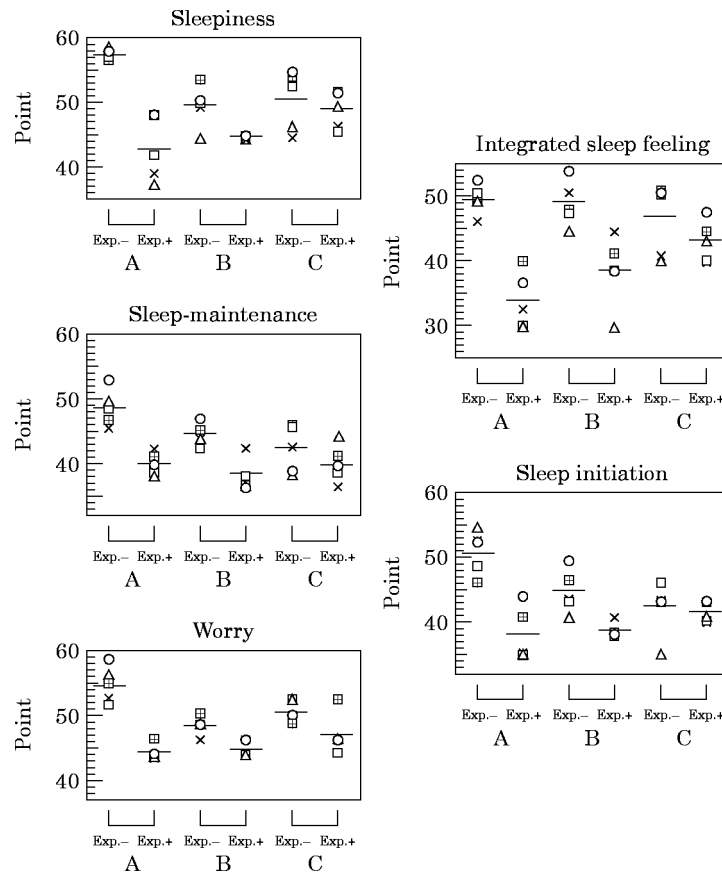 Sleepiness
60
50
40
Point
Exp.− Exp.+ Exp.− Exp.+ Exp.− Exp.+
A B C
Sleep-maintenance
60
50
40
Point
Exp.− Exp.+ Exp.− Exp.+ Exp.− Exp.+
A B C
Worry
60
50
40
Point
Exp.− Exp.+ Exp.− Exp.+ Exp.− Exp.+
A B C
Integrated sleep feeling
50
40
30
Point
Exp.− Exp.+ Exp.− Exp.+ Exp.− Exp.+
A B C
Sleep initiation
60
50
40
Point
Exp.− Exp.+ Exp.− Exp.+ Exp.− Exp.+
A B C